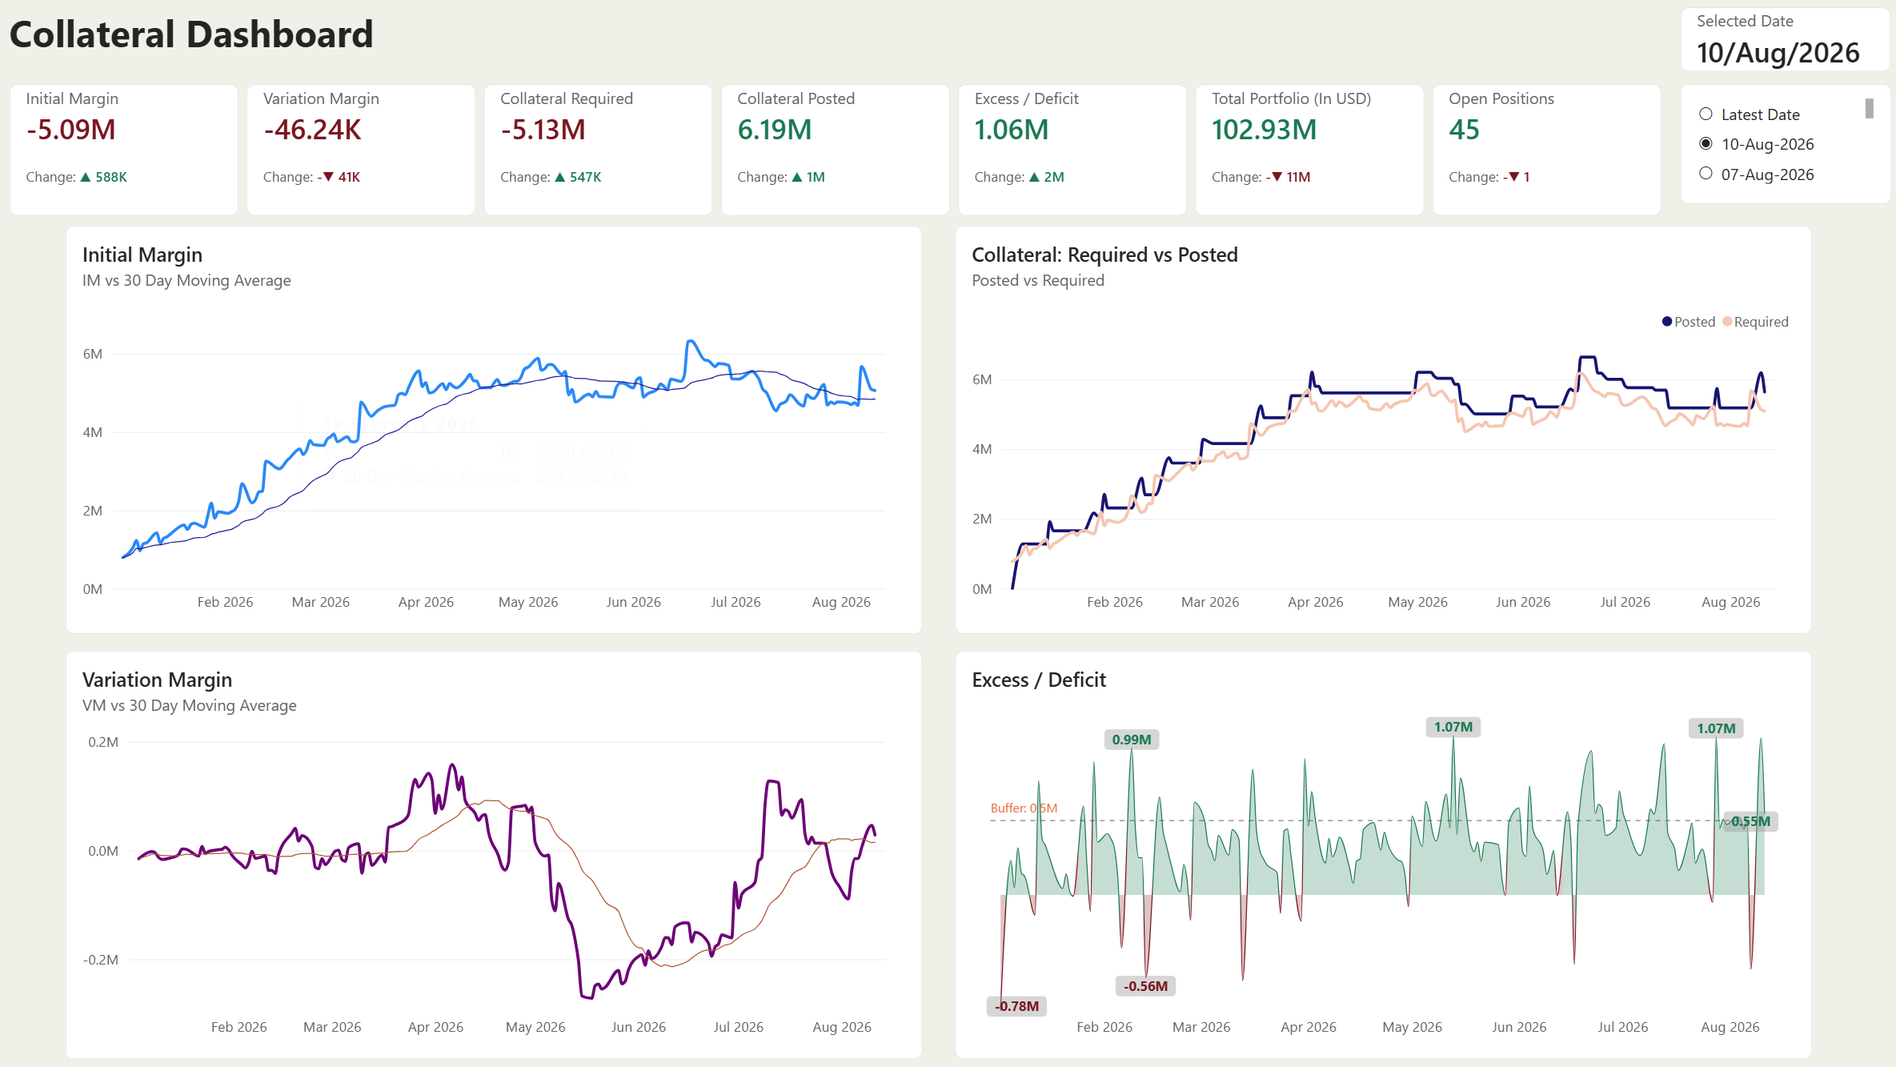 Collateral Dashboard
Selected Date
10/Aug/2026
Initial Margin
-5.09M
Change: ▲ 588K
Variation Margin
-46.24K
Change: -▼ 41K
Collateral Required
-5.13M
Change: ▲ 547K
Collateral Posted
6.19M
Change: ▲ 1M
Excess / Deficit
1.06M
Change: ▲ 2M
Total Portfolio (In USD)
102.93M
Change: -▼ 11M
Open Positions
45
Change: -▼ 1
Latest Date
10-Aug-2026
07-Aug-2026
Initial Margin
IM vs 30 Day Moving Average
6M
4M
2M
0M
Feb 2026 Mar 2026 Apr 2026 May 2026 Jun 2026 Jul 2026 Aug 2026
Collateral: Required vs Posted
Posted vs Required
Posted Required
6M
4M
2M
0M
Feb 2026 Mar 2026 Apr 2026 May 2026 Jun 2026 Jul 2026 Aug 2026
Variation Margin
VM vs 30 Day Moving Average
0.2M
0.0M
-0.2M
Feb 2026 Mar 2026 Apr 2026 May 2026 Jun 2026 Jul 2026 Aug 2026
Excess / Deficit
0.99M
1.07M
1.07M
Buffer: 0.5M
0.55M
-0.56M
-0.78M
Feb 2026 Mar 2026 Apr 2026 May 2026 Jun 2026 Jul 2026 Aug 2026